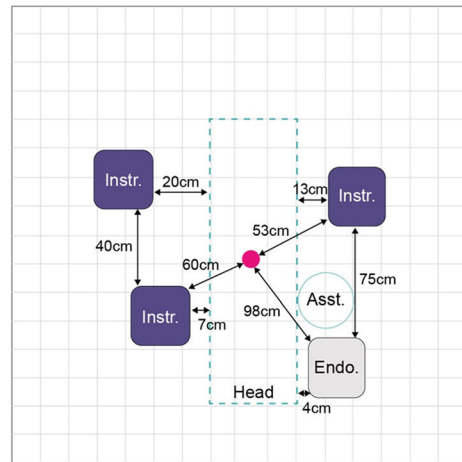 Instr.
20cm
13cm
Instr.
53cm
40cm
60cm
75cm
Asst.
98cm
Instr.
7cm
Endo.
Head
4cm